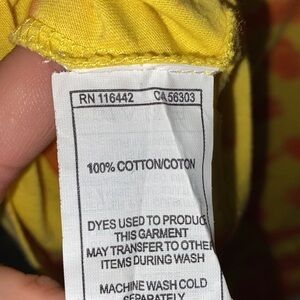 RN 116442 CA 56303
100% COTTON/COTON
DYES USED TO PRODUC
THIS GARMENT
MAY TRANSFER TO OTHER
ITEMS DURING WASH
MACHINE WASH COLD
SEPARATELY